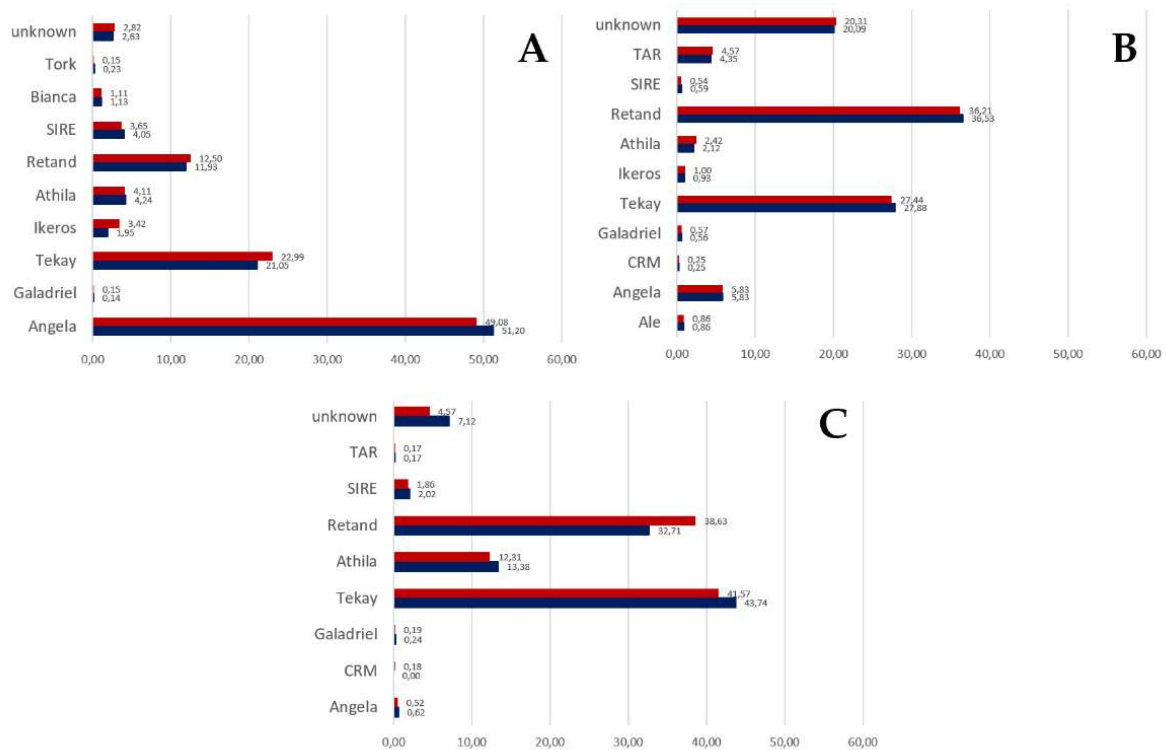 A
unknown 2,82
2,63
Tork 0,15
0,23
Bianca 1,11
1,13
SIRE 3,65
4,05
Retand 12,50
11,93
Athila 4,11
4,24
Ikeros 3,42
1,95
Tekay 22,99
21,05
Galadriel 0,15
0,14
Angela 49,08
51,20
0,00 10,00 20,00 30,00 40,00 50,00 60,00
B
unknown 20,31
20,09
TAR 4,57
4,35
SIRE 0,54
0,59
Retand 36,21
36,53
Athila 2,42
2,12
Ikeros 1,00
0,93
Tekay 27,44
27,88
Galadriel 0,57
0,56
CRM 0,25
0,25
Angela 5,83
5,83
Ale 0,86
0,86
0,00 10,00 20,00 30,00 40,00 50,00 60,00
C
unknown 4,57
7,12
TAR 0,17
0,17
SIRE 1,86
2,02
Retand 38,63
32,71
Athila 12,31
13,38
Tekay 41,57
43,74
Galadriel 0,19
0,24
CRM 0,18
0,00
Angela 0,52
0,62
0,00 10,00 20,00 30,00 40,00 50,00 60,00